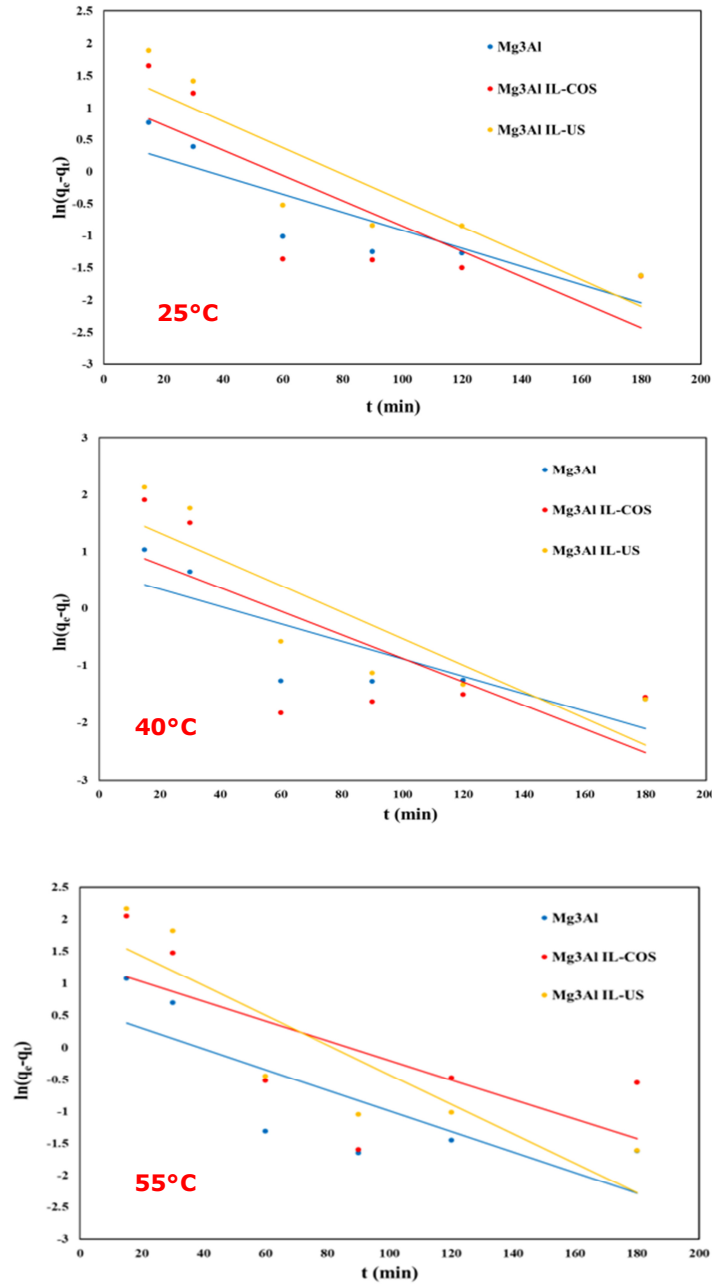 2.5
2
1.5
1
0.5
0
-0.5
-1
-1.5
-2
-2.5
-3
ln(qₑ-qₜ)
Mg3Al
Mg3Al IL-COS
Mg3Al IL-US
25°C
0 20 40 60 80 100 120 140 160 180 200
t (min)
3
2
1
0
-1
-2
-3
ln(qₑ-qₜ)
Mg3Al
Mg3Al IL-COS
Mg3Al IL-US
40°C
0 20 40 60 80 100 120 140 160 180 200
t (min)
2.5
2
1.5
1
0.5
0
-0.5
-1
-1.5
-2
-2.5
-3
ln(qₑ-qₜ)
Mg3Al
Mg3Al IL-COS
Mg3Al IL-US
55°C
0 20 40 60 80 100 120 140 160 180 200
t (min)